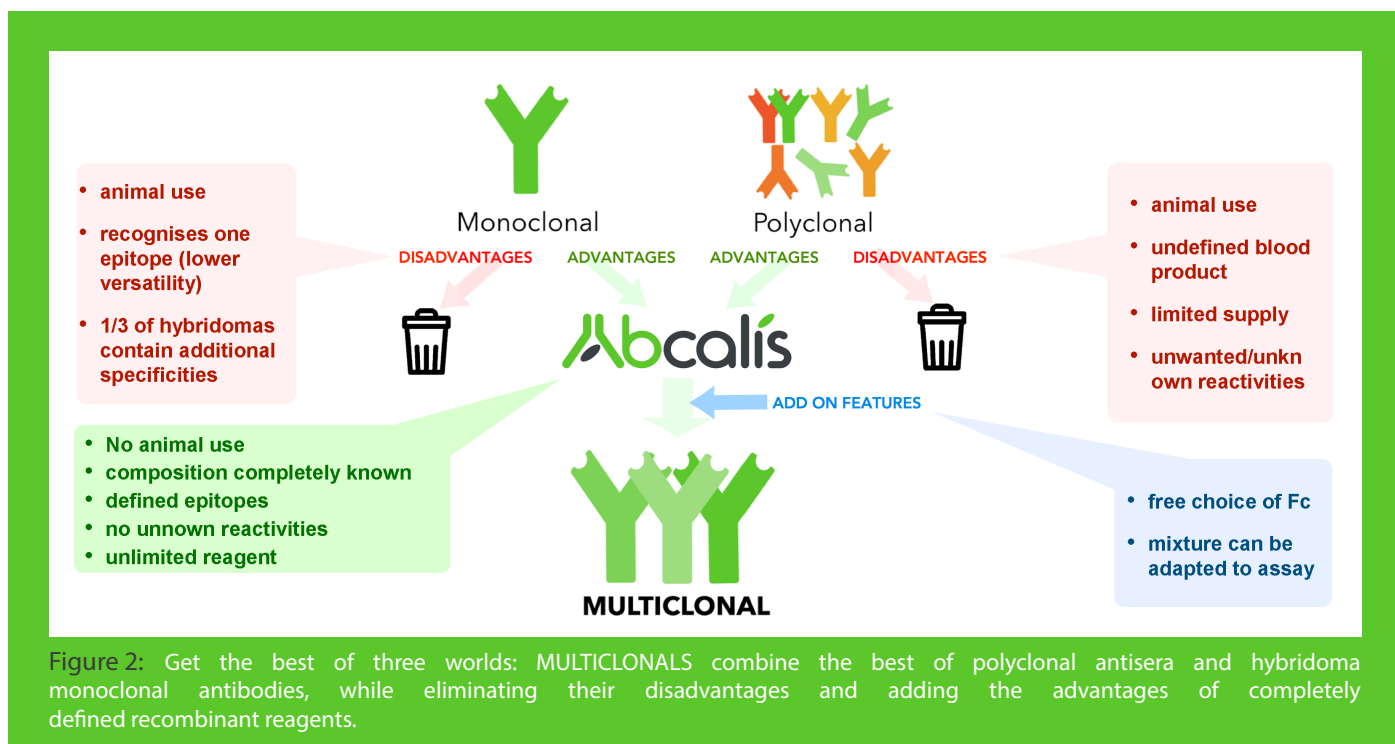 Monoclonal
Polyclonal
DISADVANTAGES
ADVANTAGES
ADVANTAGES
DISADVANTAGES
• animal use
• recognises one
epitope (lower
versatility)
• 1/3 of hybridomas
contain additional
specificities
• animal use
• undefined blood
product
• limited supply
• unwanted/unkn
own reactivities
Abcalis
ADD ON FEATURES
• No animal use
• composition completely known
• defined epitopes
• no unnown reactivities
• unlimited reagent
• free choice of Fc
• mixture can be
adapted to assay
MULTICLONAL
Figure 2: Get the best of three worlds: MULTICLONALS combine the best of polyclonal antisera and hybridoma
monoclonal antibodies, while eliminating their disadvantages and adding the advantages of completely
defined recombinant reagents.